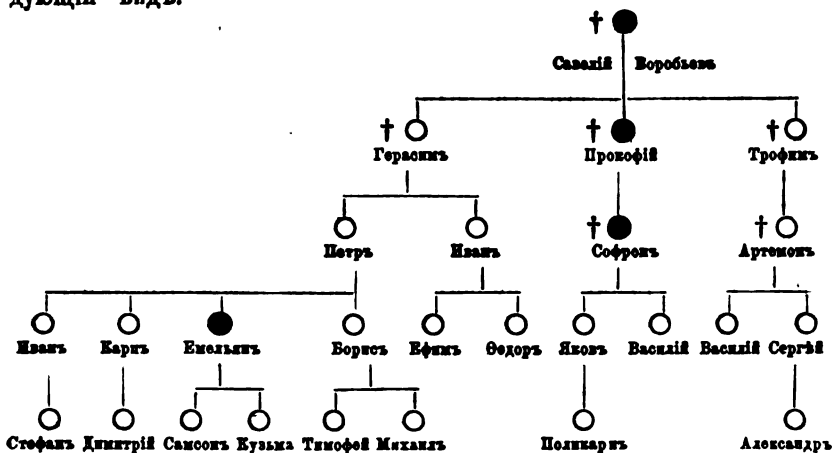 дующій видъ.
†
Савелій Воробьевъ
† † †
Герасимъ Прокофій Трофимъ
† †
Петръ Иванъ Софронъ Артемонъ
Иванъ Карпъ Емельянъ Борисъ Ефимъ Ѳедоръ Яковъ Василій Василій Сергѣй
Стефанъ Димитрій Самсонъ Кузьма Тимофей Михаилъ Поликарпъ Александръ